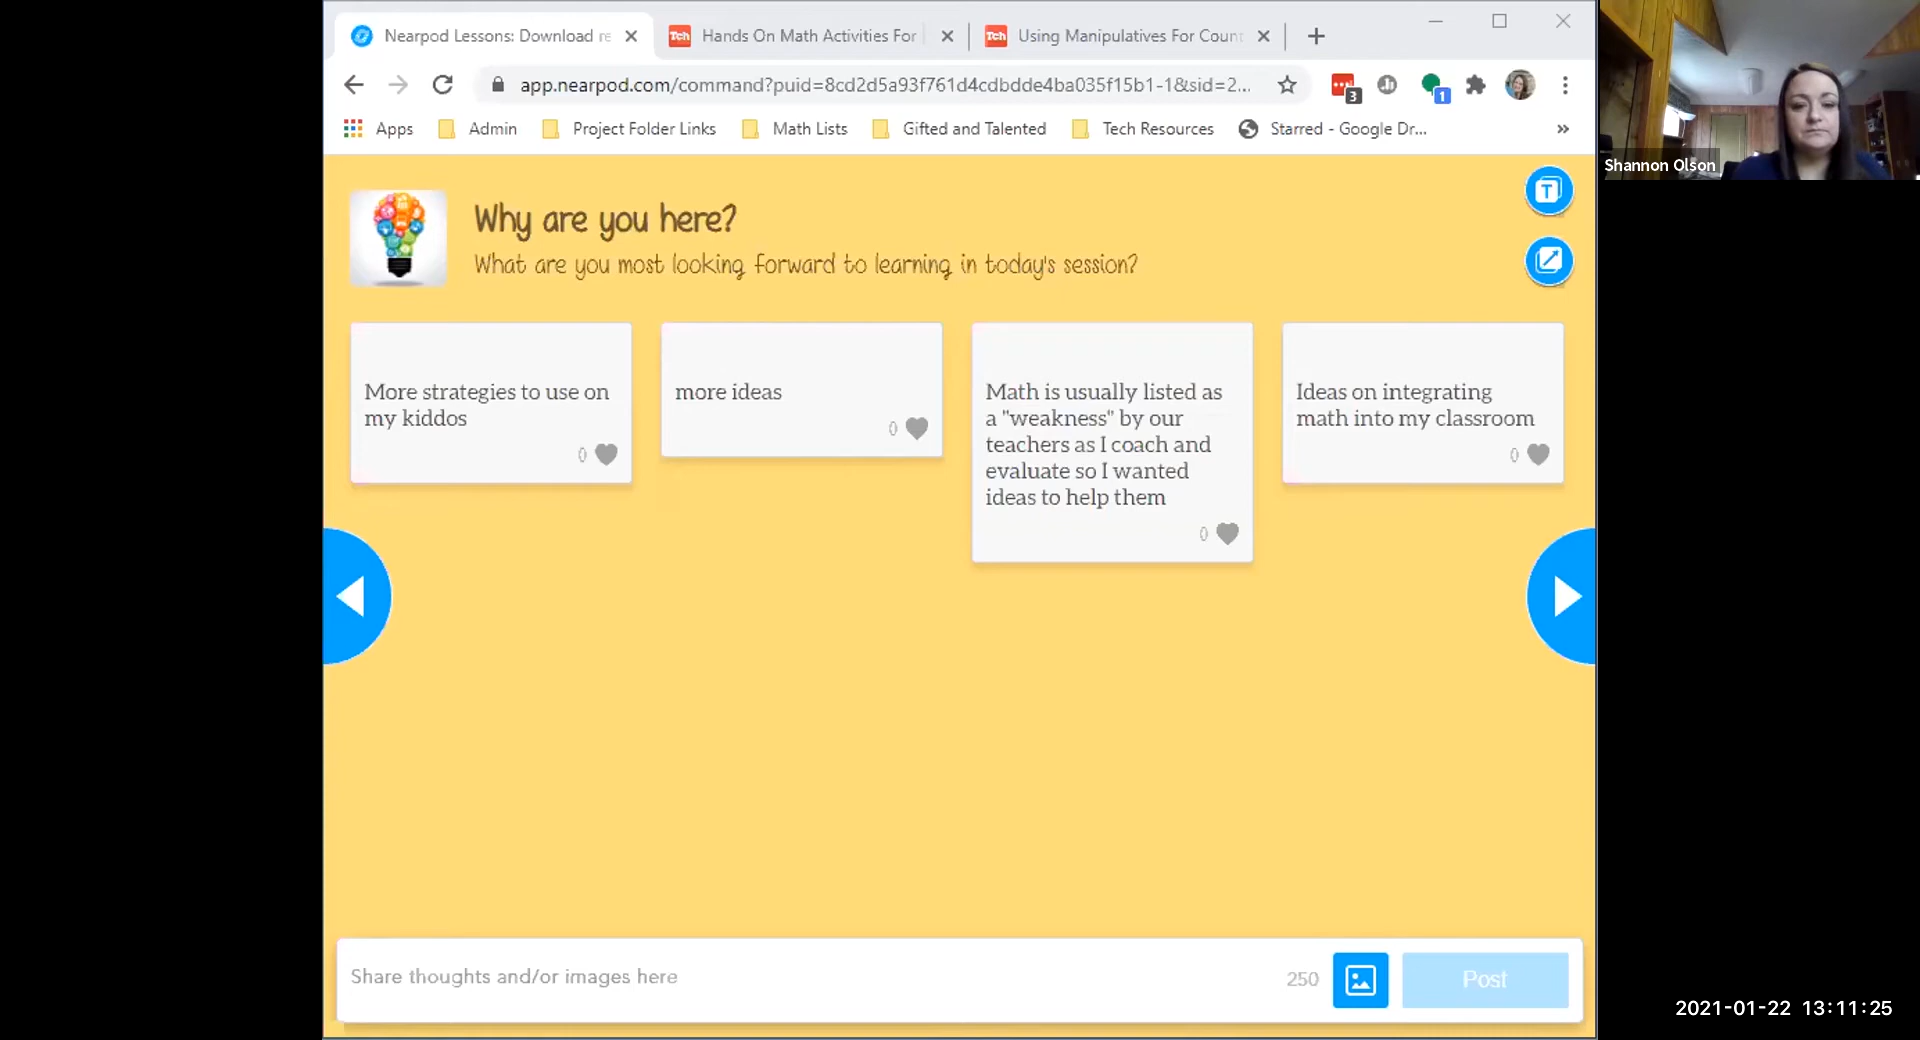 Nearpod Lessons: Download re
Tch Hands On Math Activities For
Tch Using Manipulatives For Coun
app.nearpod.com/command?puid=8cd2d5a93f761d4cdbdde4ba035f15b1-1&sid=2...
3
1
Apps Admin Project Folder Links Math Lists Gifted and Talented Tech Resources Starred - Google Dr... »
Shannon Olson
Why are you here?
What are you most looking forward to learning in today's session?
T
More strategies to use on
my kiddos
0
more ideas
0
Math is usually listed as
a "weakness" by our
teachers as I coach and
evaluate so I wanted
ideas to help them
0
Ideas on integrating
math into my classroom
0
Share thoughts and/or images here
250
Post
2021-01-22 13:11:25